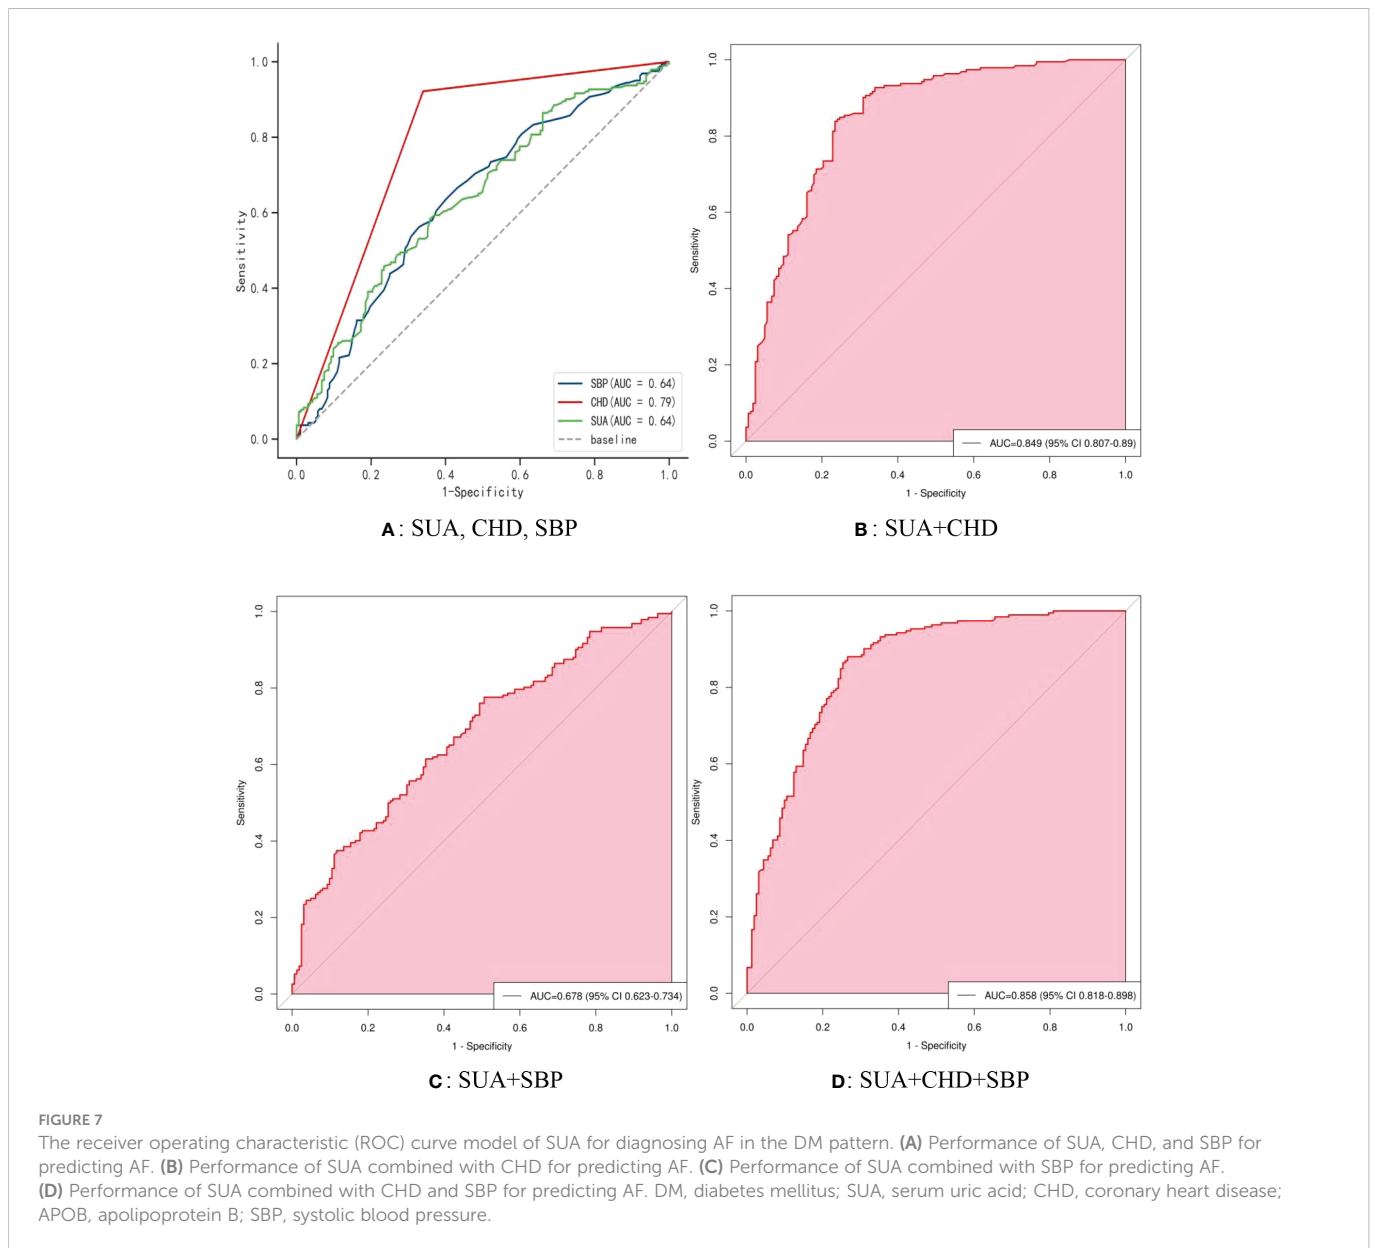 1.0
0.8
0.6
0.4
0.2
0.0
Sensitivity
0.0 0.2 0.4 0.6 0.8 1.0
1-Specificity
SBP(AUC = 0.64)
CHD(AUC = 0.79)
SUA(AUC = 0.64)
baseline
A: SUA, CHD, SBP
1.0
0.8
0.6
0.4
0.2
0.0
Sensitivity
AUC=0.849 (95% CI 0.807-0.89)
0.0 0.2 0.4 0.6 0.8 1.0
1 - Specificity
B: SUA+CHD
1.0
0.8
0.6
0.4
0.2
0.0
Sensitivity
AUC=0.678 (95% CI 0.623-0.734)
0.0 0.2 0.4 0.6 0.8 1.0
1 - Specificity
C: SUA+SBP
1.0
0.8
0.6
0.4
0.2
0.0
Sensitivity
AUC=0.858 (95% CI 0.818-0.898)
0.0 0.2 0.4 0.6 0.8 1.0
1 - Specificity
D: SUA+CHD+SBP
FIGURE 7
The receiver operating characteristic (ROC) curve model of SUA for diagnosing AF in the DM pattern. (A) Performance of SUA, CHD, and SBP for
predicting AF. (B) Performance of SUA combined with CHD for predicting AF. (C) Performance of SUA combined with SBP for predicting AF.
(D) Performance of SUA combined with CHD and SBP for predicting AF. DM, diabetes mellitus; SUA, serum uric acid; CHD, coronary heart disease;
APOB, apolipoprotein B; SBP, systolic blood pressure.